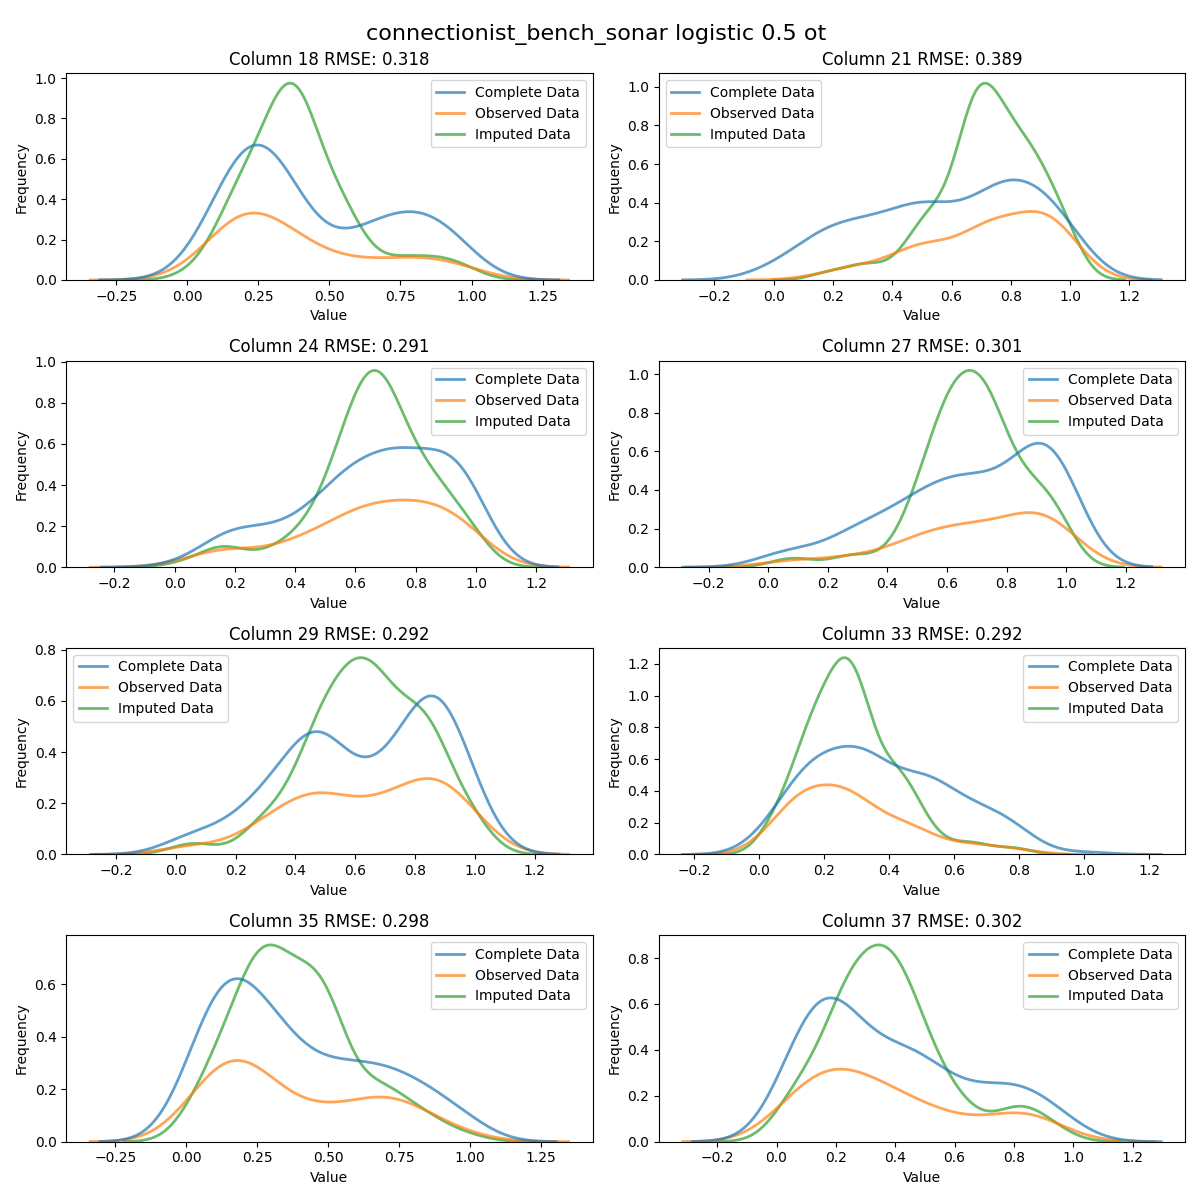 connectionist_bench_sonar logistic 0.5 ot
Column 18 RMSE: 0.318
Frequency
1.0
0.8
0.6
0.4
0.2
0.0
Complete Data
Observed Data
Imputed Data
−0.25 0.00 0.25 0.50 0.75 1.00 1.25
Value
Column 21 RMSE: 0.389
Frequency
1.0
0.8
0.6
0.4
0.2
0.0
Complete Data
Observed Data
Imputed Data
−0.2 0.0 0.2 0.4 0.6 0.8 1.0 1.2
Value
Column 24 RMSE: 0.291
Frequency
1.0
0.8
0.6
0.4
0.2
0.0
Complete Data
Observed Data
Imputed Data
−0.2 0.0 0.2 0.4 0.6 0.8 1.0 1.2
Value
Column 27 RMSE: 0.301
Frequency
1.0
0.8
0.6
0.4
0.2
0.0
Complete Data
Observed Data
Imputed Data
−0.2 0.0 0.2 0.4 0.6 0.8 1.0 1.2
Value
Column 29 RMSE: 0.292
Frequency
0.8
0.6
0.4
0.2
0.0
Complete Data
Observed Data
Imputed Data
−0.2 0.0 0.2 0.4 0.6 0.8 1.0 1.2
Value
Column 33 RMSE: 0.292
Frequency
1.2
1.0
0.8
0.6
0.4
0.2
0.0
Complete Data
Observed Data
Imputed Data
−0.2 0.0 0.2 0.4 0.6 0.8 1.0 1.2
Value
Column 35 RMSE: 0.298
Frequency
0.6
0.4
0.2
0.0
Complete Data
Observed Data
Imputed Data
−0.25 0.00 0.25 0.50 0.75 1.00 1.25
Value
Column 37 RMSE: 0.302
Frequency
0.8
0.6
0.4
0.2
0.0
Complete Data
Observed Data
Imputed Data
−0.2 0.0 0.2 0.4 0.6 0.8 1.0 1.2
Value